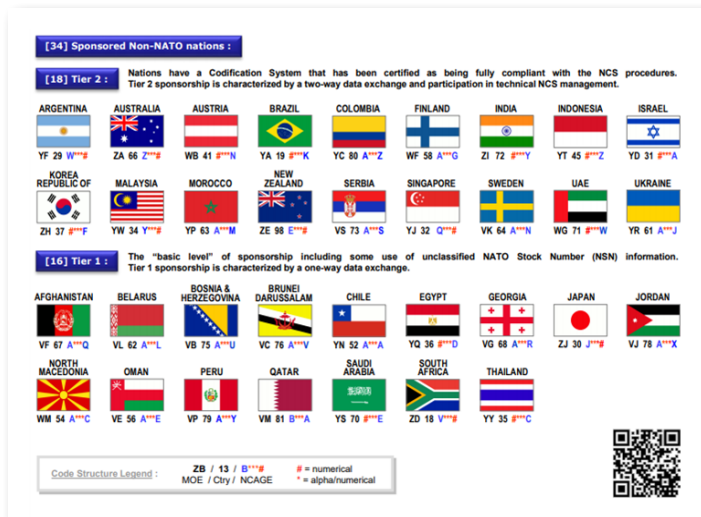 [34] Sponsored Non-NATO nations :
[18] Tier 2 :
Nations have a Codification System that has been certified as being fully compliant with the NCS procedures.
Tier 2 sponsorship is characterized by a two-way data exchange and participation in technical NCS management.
ARGENTINA AUSTRALIA AUSTRIA BRAZIL COLOMBIA FINLAND INDIA INDONESIA ISRAEL
YF 29 W***# ZA 66 Z***# WB 41 #***N YA 19 #***K YC 80 A***Z WF 58 A***G ZI 72 #***Y YT 45 #***Z YD 31 #***A
KOREA
REPUBLIC OF MALAYSIA MOROCCO NEW
ZEALAND SERBIA SINGAPORE SWEDEN UAE UKRAINE
ZH 37 #***F YW 34 Y***# YP 63 A***M ZE 98 E***# VS 73 A***S YJ 32 Q***# VK 64 A***N WG 71 #***W YR 61 A***J
[16] Tier 1 :
The “basic level” of sponsorship including some use of unclassified NATO Stock Number (NSN) information.
Tier 1 sponsorship is characterized by a one-way data exchange.
AFGHANISTAN BELARUS BOSNIA &
HERZEGOVINA BRUNEI
DARUSSALAM CHILE EGYPT GEORGIA JAPAN JORDAN
VF 67 A***Q VL 62 A***L VB 75 A***U VC 76 A***V YN 52 A***A YQ 36 #***D VG 68 A***R ZJ 30 J***# VJ 78 A***X
NORTH
MACEDONIA OMAN PERU QATAR SAUDI
ARABIA SOUTH
AFRICA THAILAND
WM 54 A***C VE 56 A***E VP 79 A***Y VM 81 B***A YS 70 #***E ZD 18 V***# YY 35 #***C
Code Structure Legend :
ZB / 13 / B***#
MOE / Ctry / NCAGE
# = numerical
* = alpha/numerical